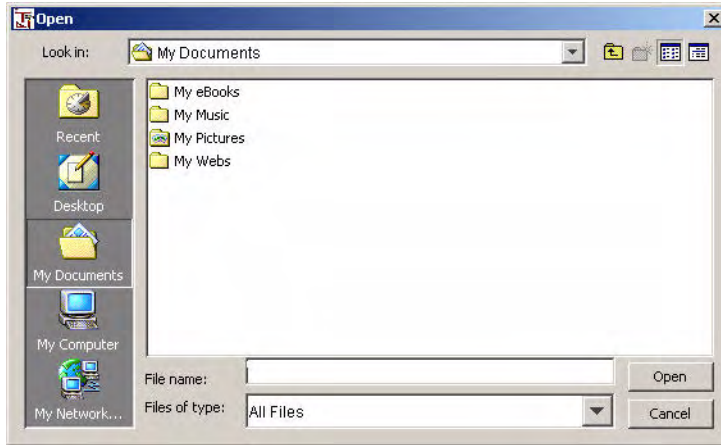 Open
Look in:
My Documents
My eBooks
My Music
My Pictures
My Webs
Recent
Desktop
My Documents
My Computer
My Network...
File name:
Open
Files of type:
All Files
Cancel